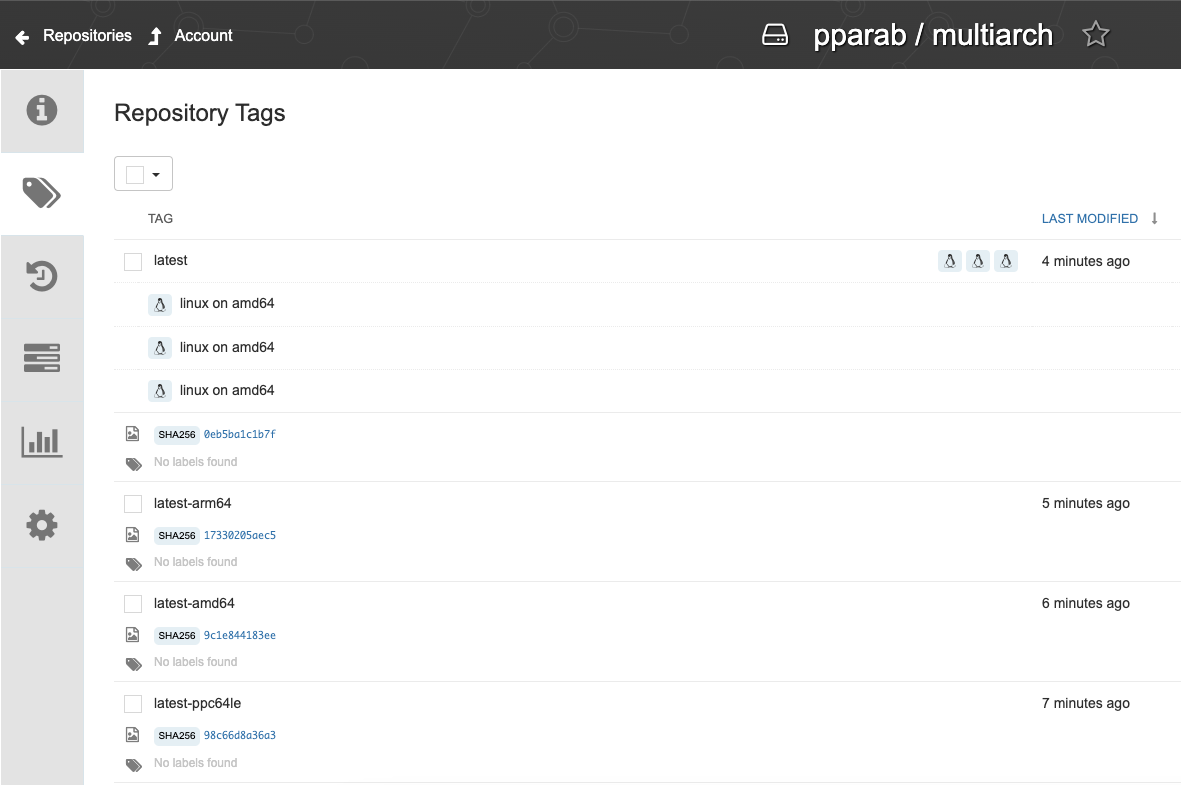 Repositories Account pparab / multiarch
Repository Tags
TAG LAST MODIFIED
latest 4 minutes ago
linux on amd64
linux on amd64
linux on amd64
SHA256 0eb5ba1c1b7f
No labels found
latest-arm64 5 minutes ago
SHA256 17330205aec5
No labels found
latest-amd64 6 minutes ago
SHA256 9c1e844183ee
No labels found
latest-ppc64le 7 minutes ago
SHA256 98c66d8a36a3
No labels found